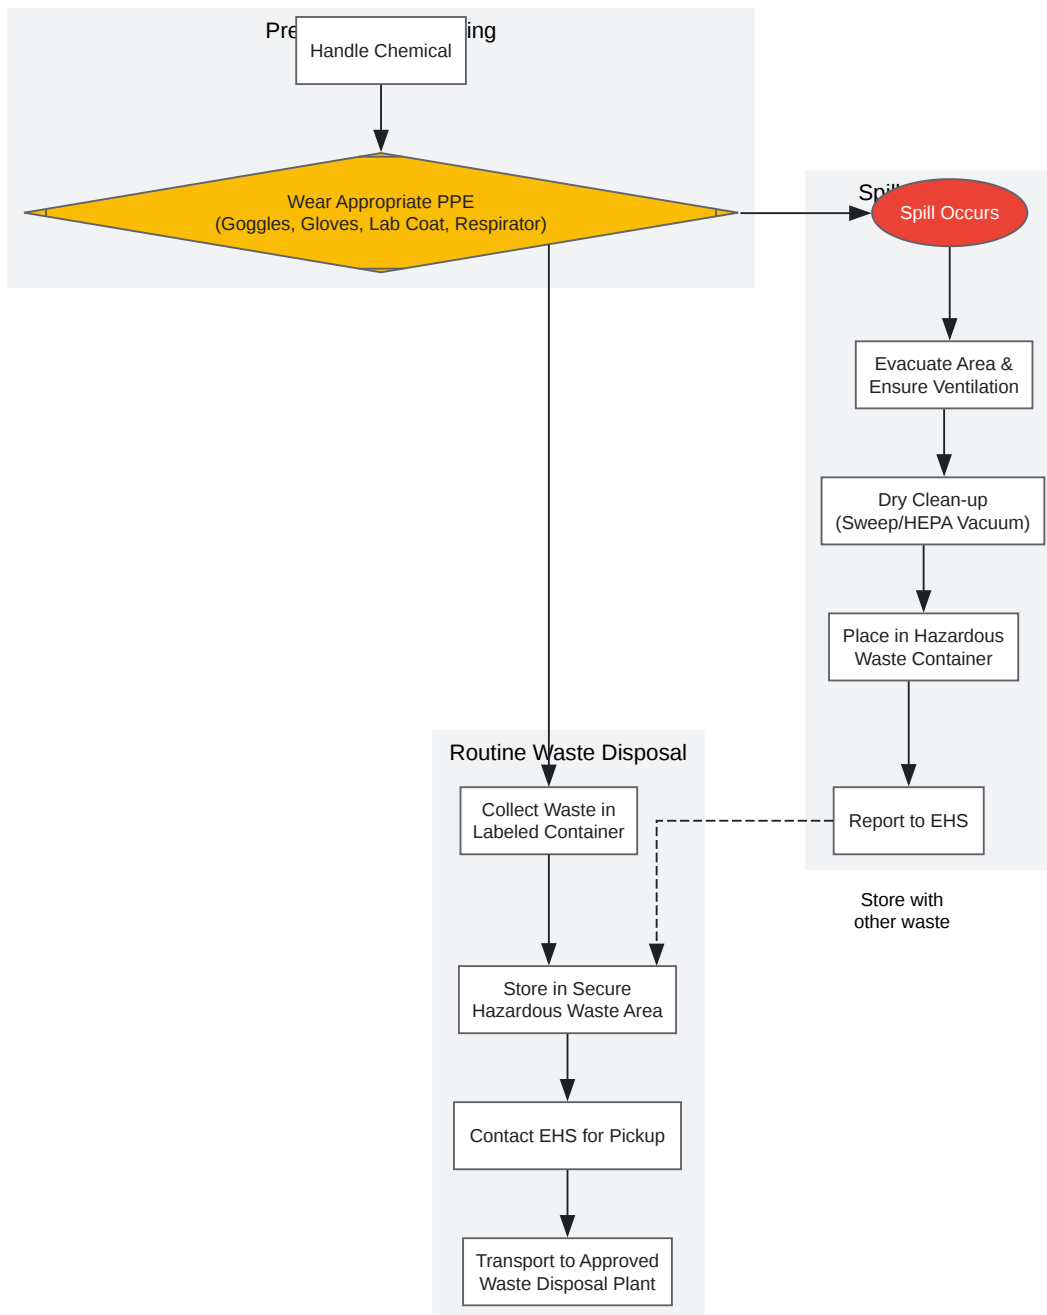 Handle Chemical
Wear Appropriate PPE
(Goggles, Gloves, Lab Coat, Respirator)
Spill Occurs
Evacuate Area &
Ensure Ventilation
Dry Clean-up
(Sweep/HEPA Vacuum)
Place in Hazardous
Waste Container
Report to EHS
Store with
other waste
Routine Waste Disposal
Collect Waste in
Labeled Container
Store in Secure
Hazardous Waste Area
Contact EHS for Pickup
Transport to Approved
Waste Disposal Plant